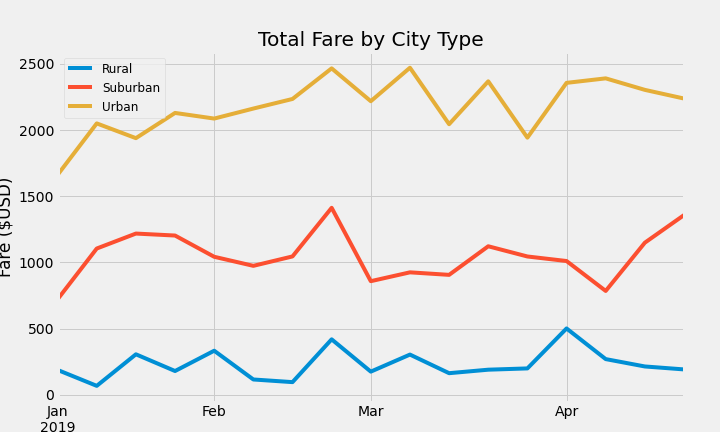 Total Fare by City Type
Rural
Suburban
Urban
2500
2000
1500
1000
500
0
Fare ($USD)
Jan
2019
Feb
Mar
Apr